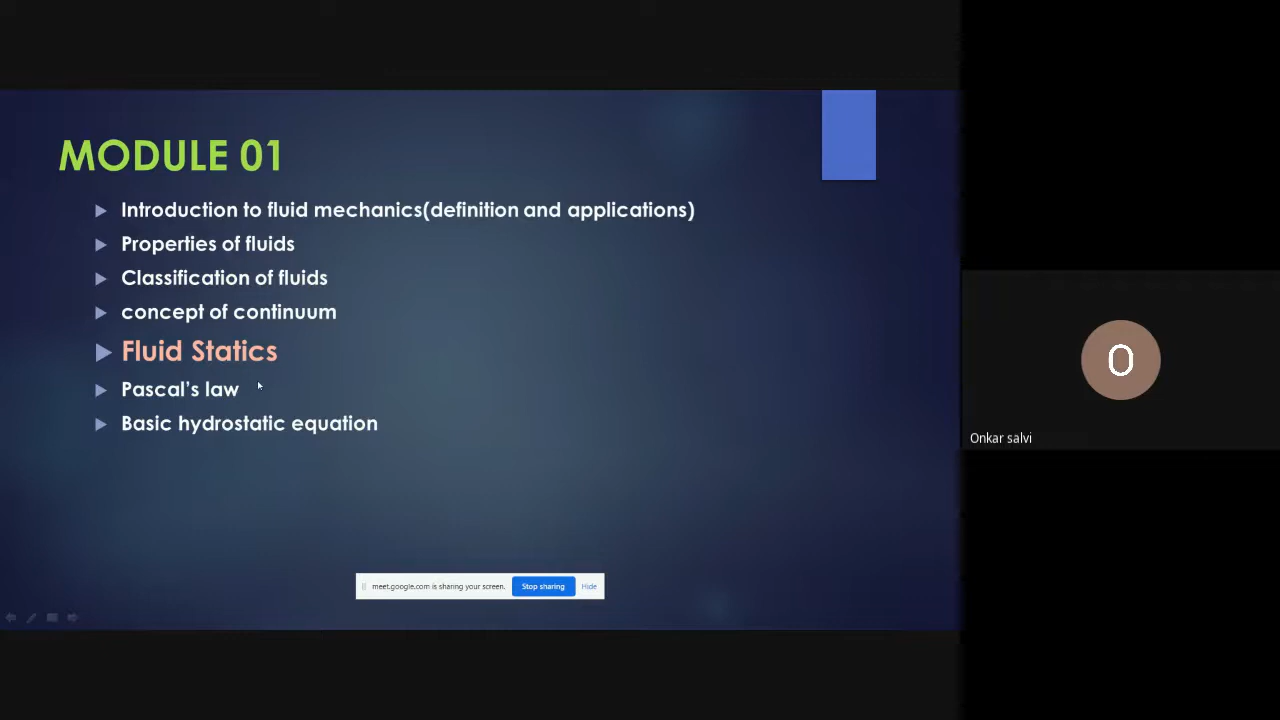 MODULE 01
Introduction to fluid mechanics(definition and applications)
Properties of fluids
Classification of fluids
concept of continuum
Fluid Statics
Pascal’s law
Basic hydrostatic equation
meet.google.com is sharing your screen. Stop sharing Hide
O
Onkar salvi